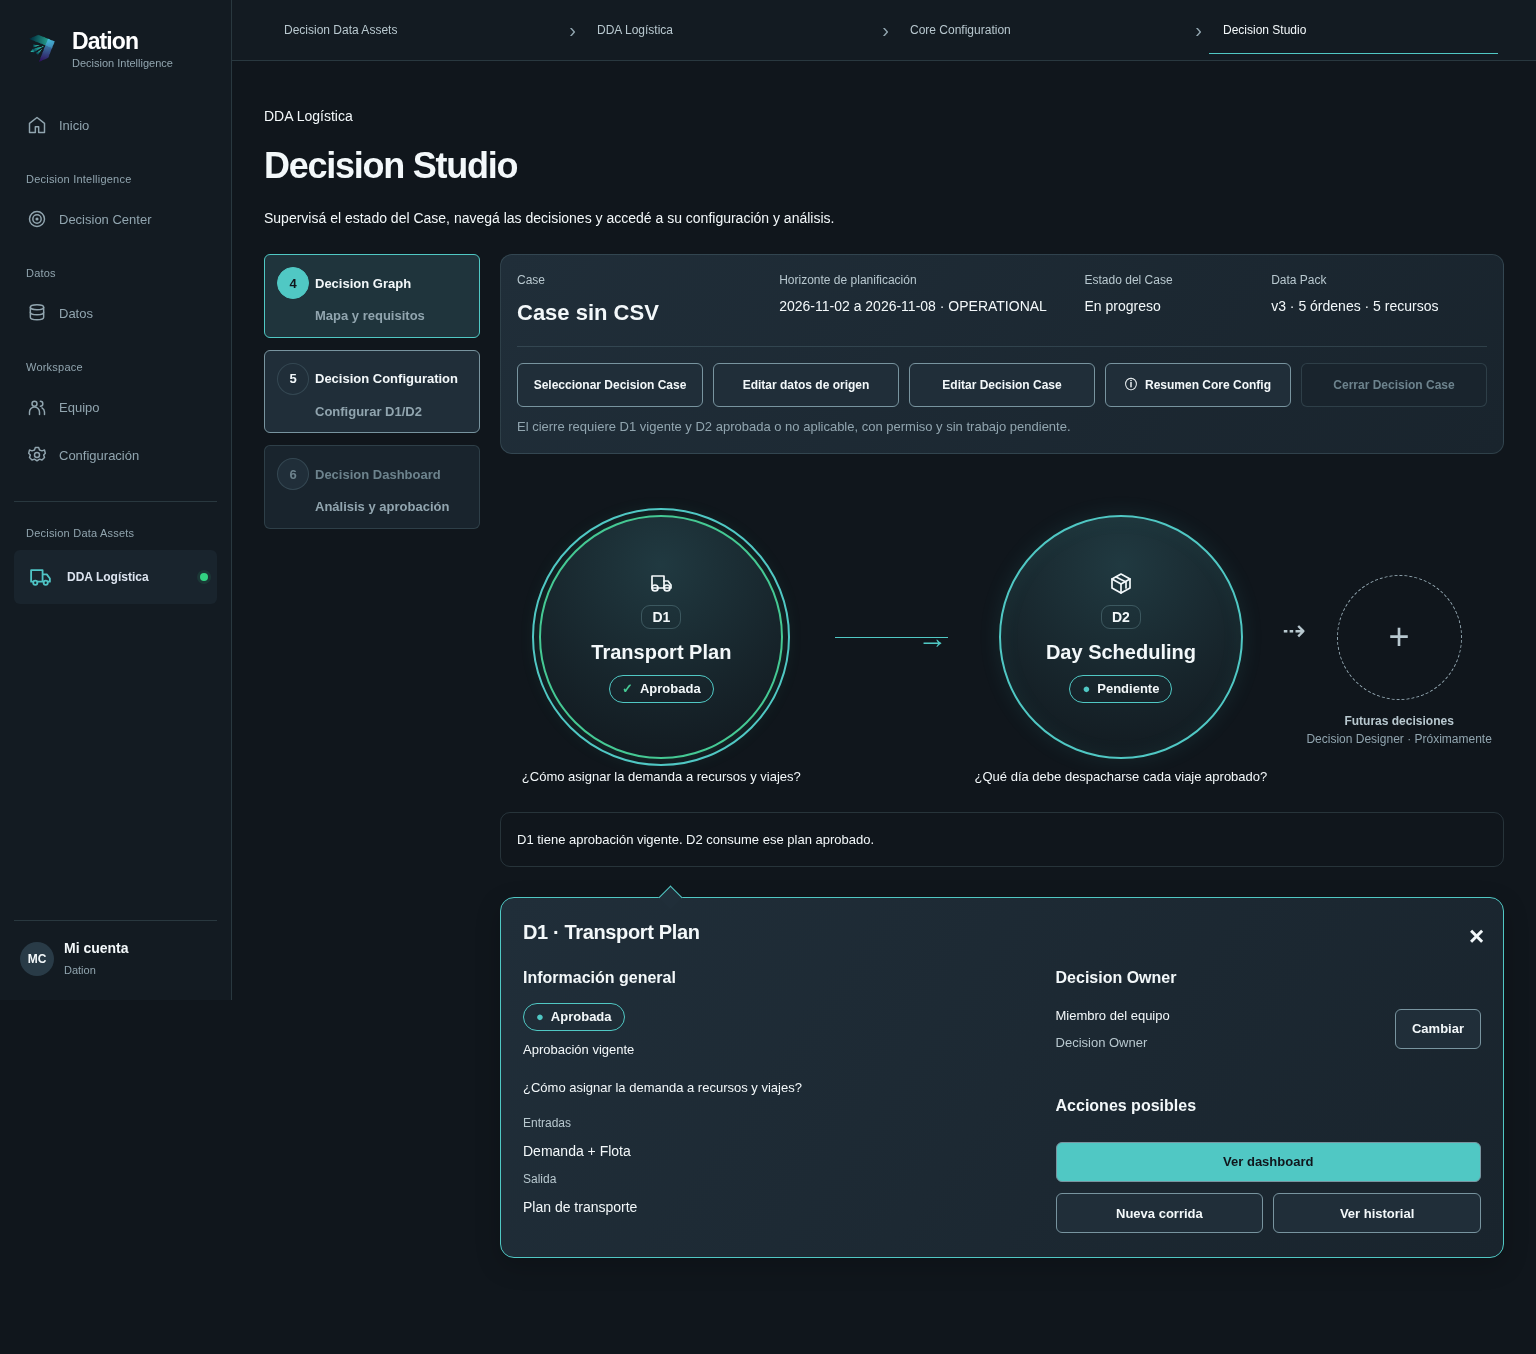 Dation
Decision Intelligence
Inicio
Decision Intelligence
Decision Center
Datos
Datos
Workspace
Equipo
Configuración
Decision Data Assets
DDA Logística
MC
Mi cuenta
Dation
Decision Data Assets
›
DDA Logística
›
Core Configuration
›
Decision Studio
DDA Logística
Decision Studio
Supervisá el estado del Case, navegá las decisiones y accedé a su configuración y análisis.
4
Decision Graph
Mapa y requisitos
5
Decision Configuration
Configurar D1/D2
6
Decision Dashboard
Análisis y aprobación
Case
Case sin CSV
Horizonte de planificación
2026-11-02 a 2026-11-08 · OPERATIONAL
Estado del Case
En progreso
Data Pack
v3 · 5 órdenes · 5 recursos
Seleccionar Decision Case
Editar datos de origen
Editar Decision Case
ⓘ Resumen Core Config
Cerrar Decision Case
El cierre requiere D1 vigente y D2 aprobada o no aplicable, con permiso y sin trabajo pendiente.
D1
Transport Plan
✓ Aprobada
¿Cómo asignar la demanda a recursos y viajes?
→
D2
Day Scheduling
● Pendiente
¿Qué día debe despacharse cada viaje aprobado?
⇢
+
Futuras decisiones
Decision Designer · Próximamente
D1 tiene aprobación vigente. D2 consume ese plan aprobado.
D1 · Transport Plan
×
Información general
● Aprobada
Aprobación vigente
¿Cómo asignar la demanda a recursos y viajes?
Entradas
Demanda + Flota
Salida
Plan de transporte
Decision Owner
Miembro del equipo
Decision Owner
Cambiar
Acciones posibles
Ver dashboard
Nueva corrida
Ver historial